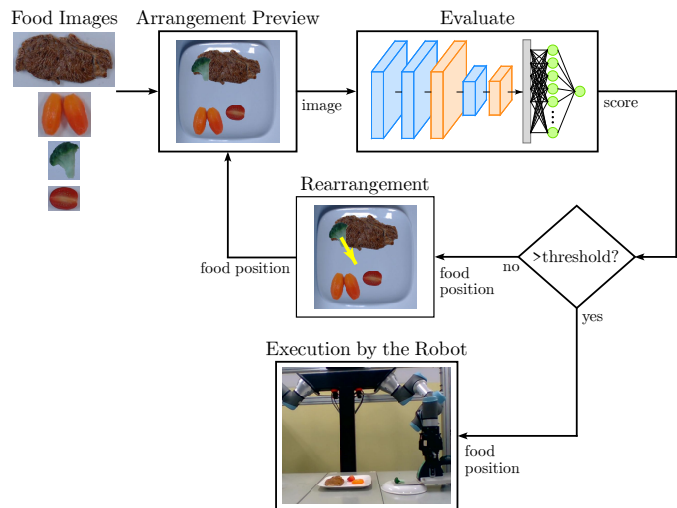 Food Images
Arrangement Preview
Evaluate
image
score
Rearrangement
>threshold?
food position
food
position
no
yes
Execution by the Robot
food
position